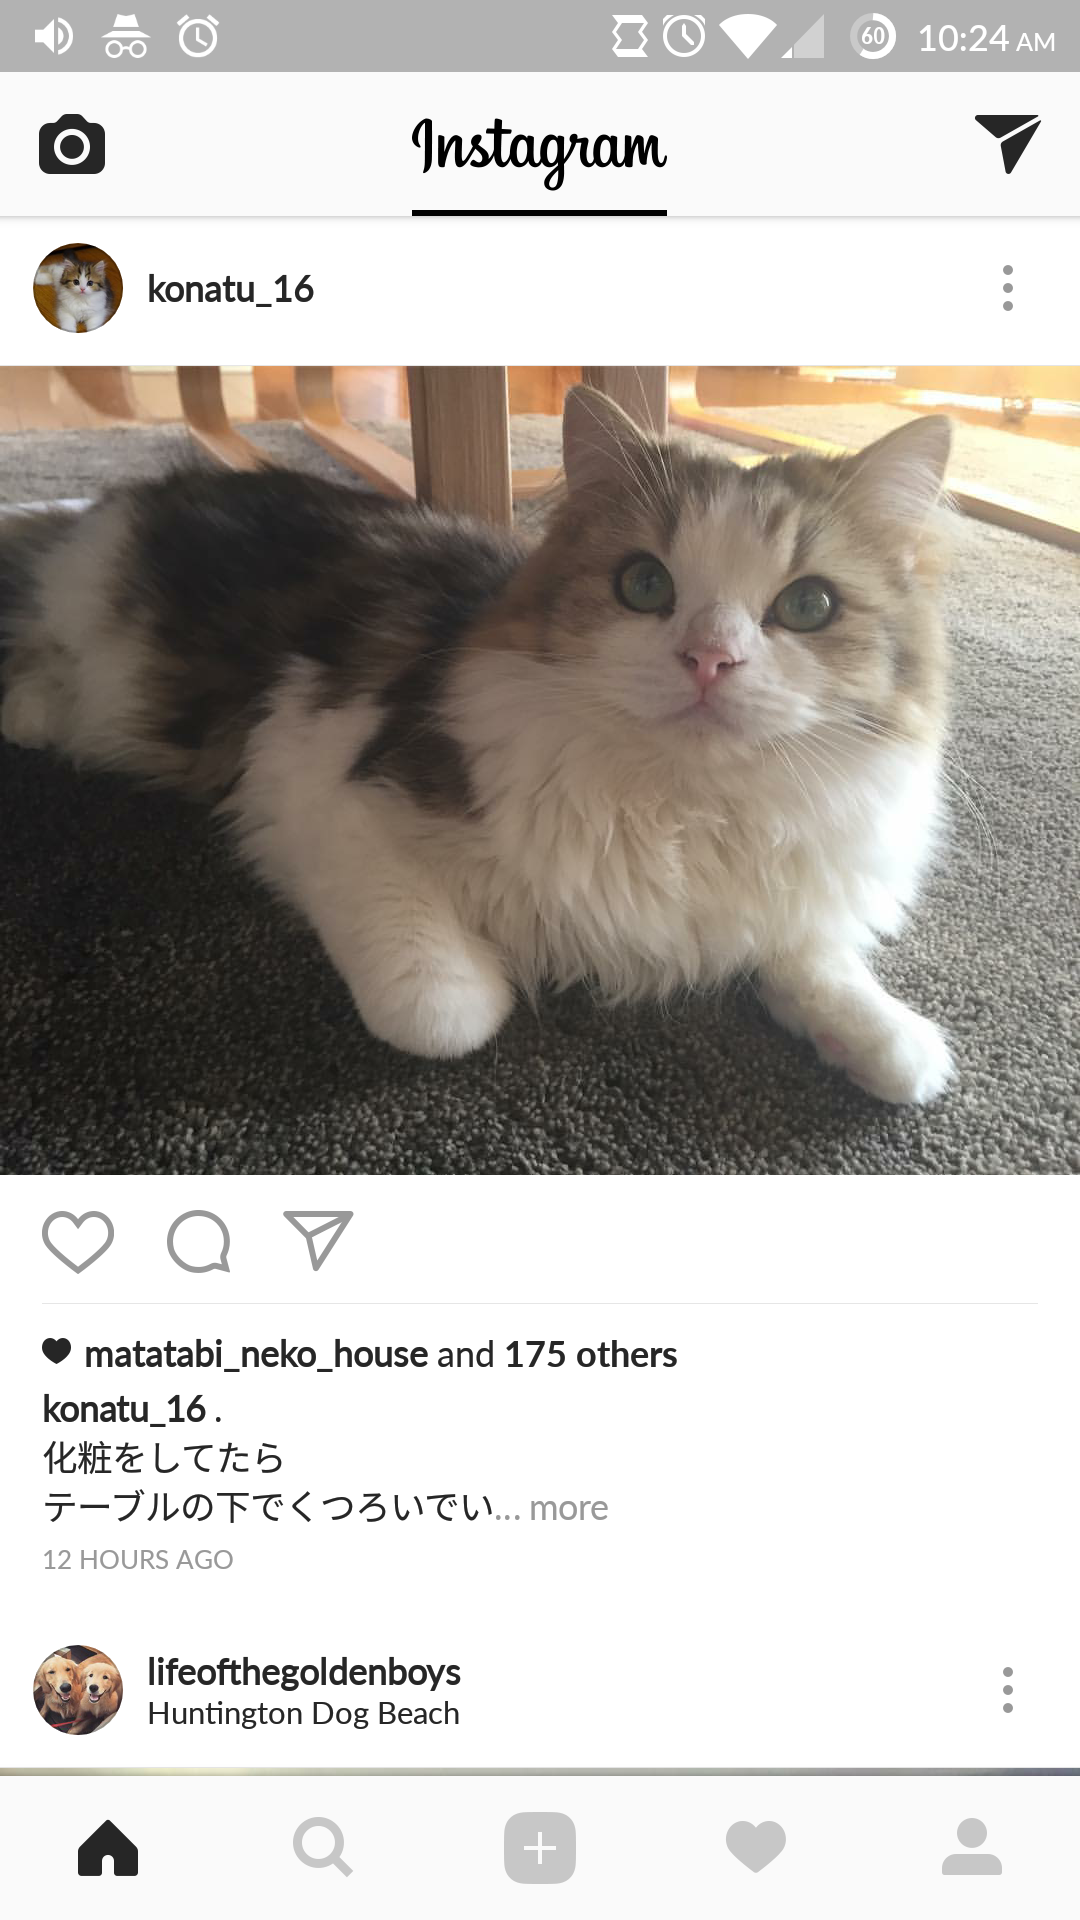 60 10:24 AM
Instagram
konatu_16
matatabi_neko_house and 175 others
konatu_16 .
化粧をしてたら
テーブルの下でくつろいでい... more
12 HOURS AGO
lifeofthegoldenboys
Huntington Dog Beach